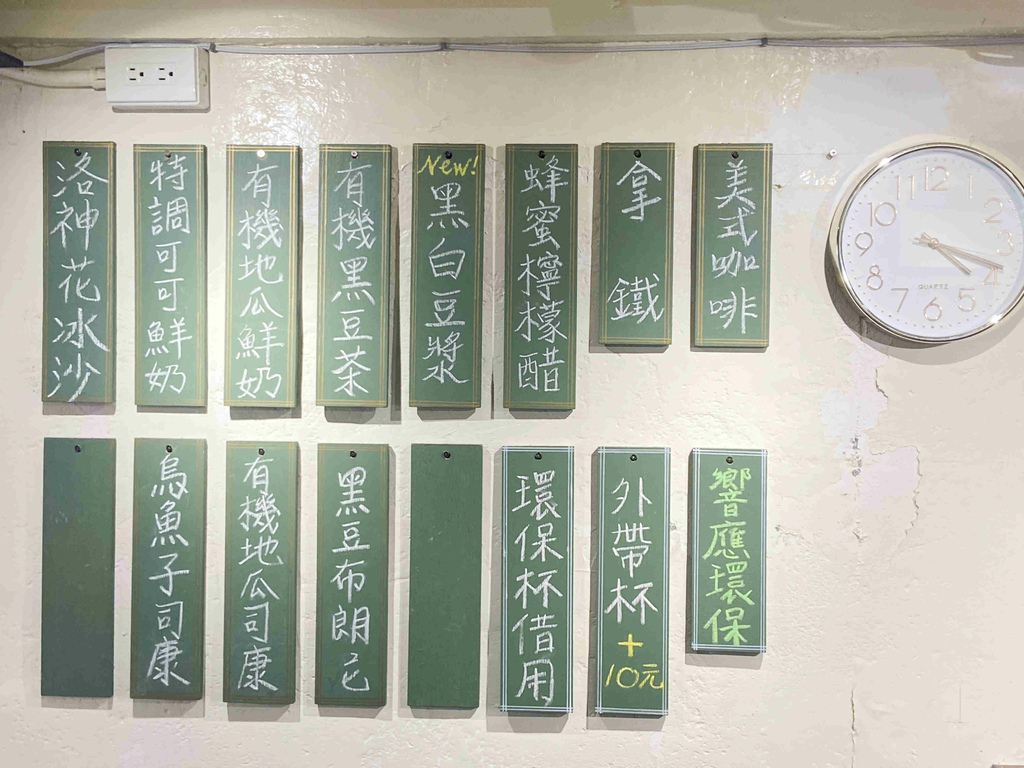 美式咖啡
拿鐵
蜂蜜檸檬醋
New!
黑白豆漿
有機黑豆茶
有機地瓜鮮奶
特調可可鮮奶
洛神花冰沙
響應環保
外帶杯
+
10元
環保杯借用
黑豆布朗尼
有機地瓜司康
烏魚子司康
12
11
10
9
8
7
6
5
2
3
QUARTZ